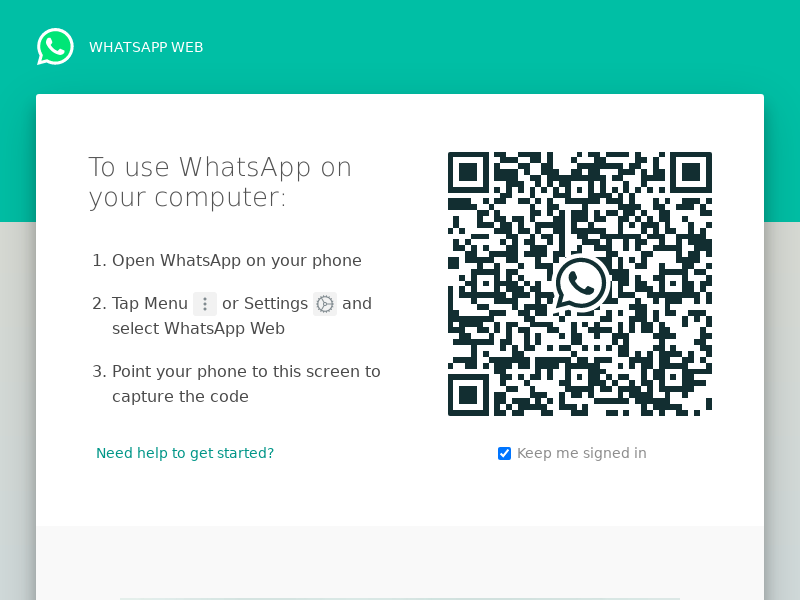 WHATSAPP WEB
To use WhatsApp on
your computer:
1. Open WhatsApp on your phone
2. Tap Menu or Settings and
select WhatsApp Web
3. Point your phone to this screen to
capture the code
Need help to get started?
Keep me signed in